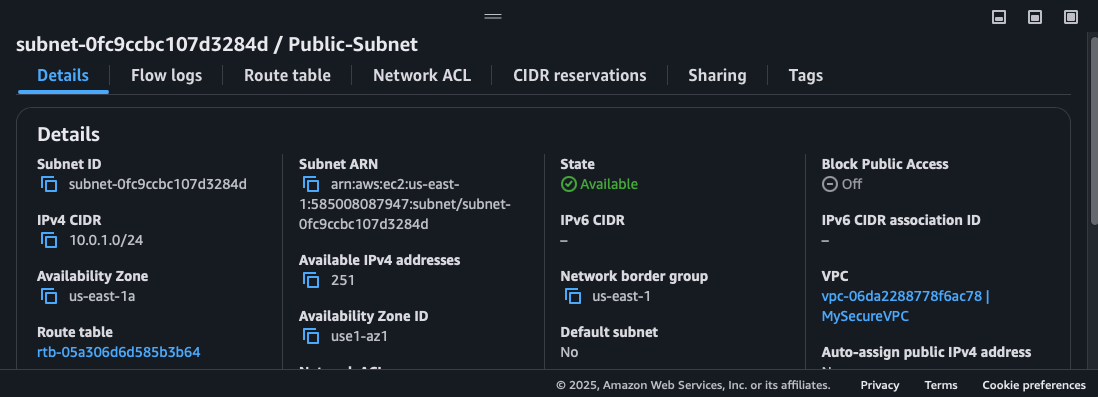 subnet-0fc9ccbc107d3284d / Public-Subnet
Details
Flow logs
Route table
Network ACL
CIDR reservations
Sharing
Tags
Details
Subnet ID
subnet-0fc9ccbc107d3284d
IPv4 CIDR
10.0.1.0/24
Availability Zone
us-east-1a
Route table
rtb-05a306d6d585b3b64
Subnet ARN
arn:aws:ec2:us-east-
1:585008087947:subnet/subnet-
0fc9ccbc107d3284d
Available IPv4 addresses
251
Availability Zone ID
use1-az1
State
Available
IPv6 CIDR
–
Network border group
us-east-1
Default subnet
No
Block Public Access
Off
IPv6 CIDR association ID
–
VPC
vpc-06da2288778f6ac78 |
MySecureVPC
Auto-assign public IPv4 address
© 2025, Amazon Web Services, Inc. or its affiliates.
Privacy
Terms
Cookie preferences